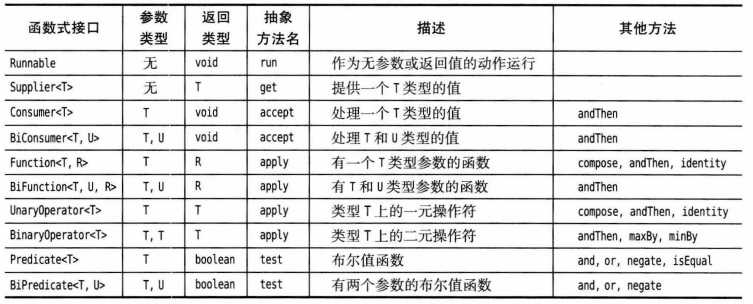 函数式接口 参数类型 返回类型 抽象方法名 描述 其他方法
Runnable 无 void run 作为无参数或返回值的动作运行
Supplier<T> 无 T get 提供一个 T 类型的值
Consumer<T> T void accept 处理一个 T 类型的值 andThen
BiConsumer<T, U> T, U void accept 处理 T 和 U 类型的值 andThen
Function<T, R> T R apply 有一个 T 类型参数的函数 compose, andThen, identity
BiFunction<T, U, R> T, U R apply 有 T 和 U 类型参数的函数 andThen
UnaryOperator<T> T T apply 类型 T 上的一元操作符 compose, andThen, identity
BinaryOperator<T> T, T T apply 类型 T 上的二元操作符 andThen, maxBy, minBy
Predicate<T> T boolean test 布尔值函数 and, or, negate, isEqual
BiPredicate<T, U> T, U boolean test 有两个参数的布尔值函数 and, or, negate